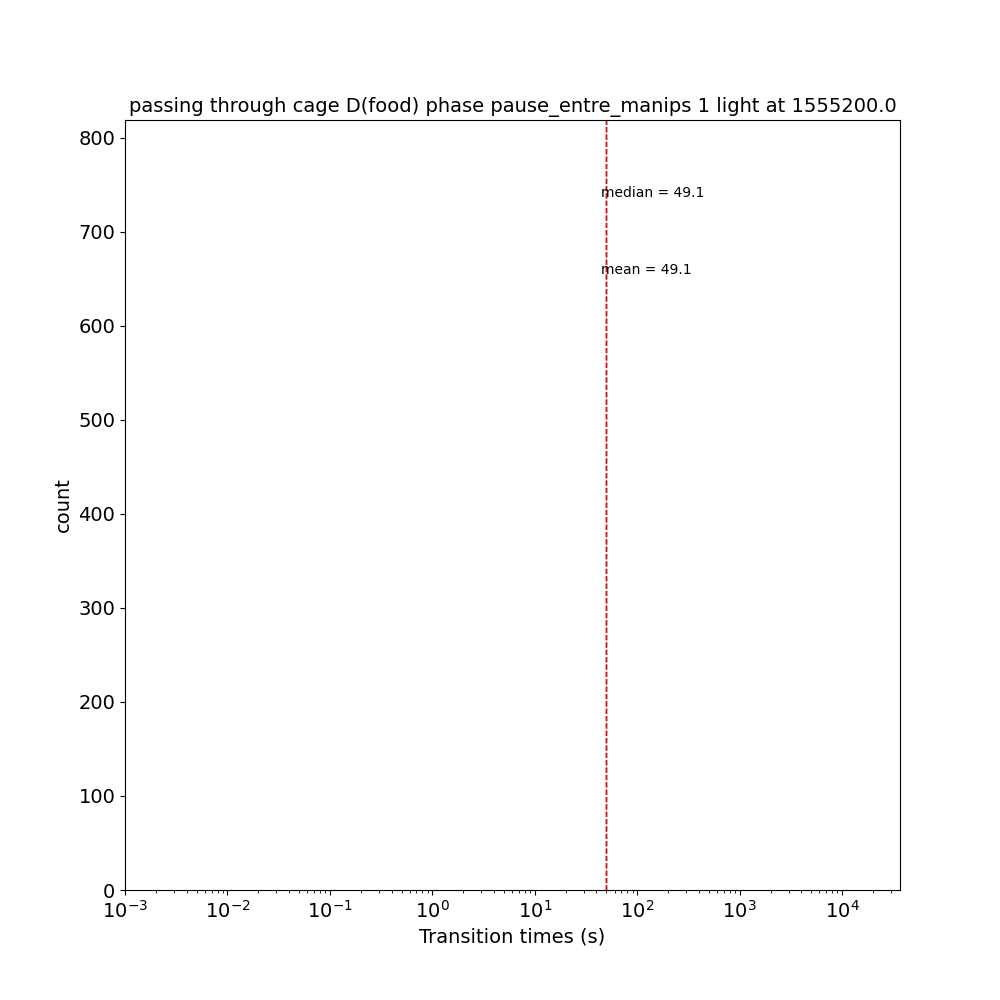 passing through cage D(food) phase pause_entre_manips 1 light at 1555200.0
800
median = 49.1
700
mean = 49.1
600
500
count
400
300
200
100
0
10⁻³ 10⁻² 10⁻¹ 10⁰ 10¹ 10² 10³ 10⁴
Transition times (s)